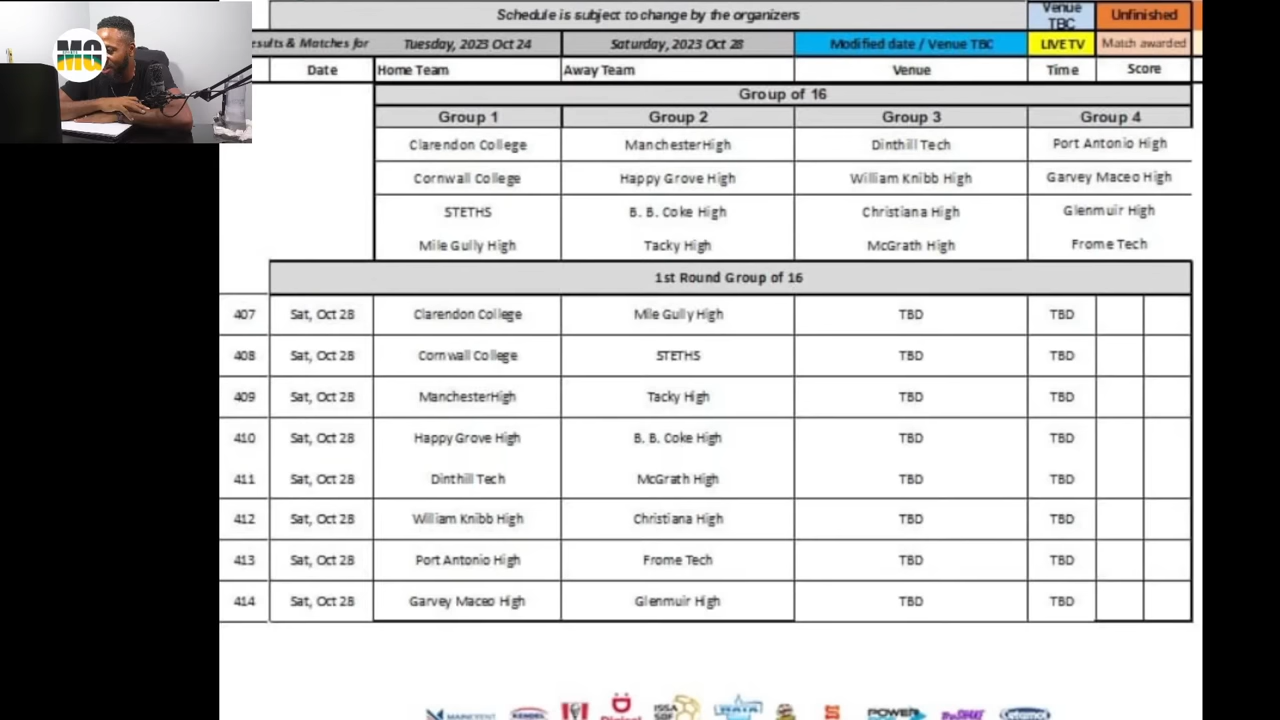 MG
Schedule is subject to change by the organizers Venue TBC Unfinished
esults & Matches for Tuesday, 2023 Oct 24 Saturday, 2023 Oct 28 Modified date / Venue TBC LIVE TV Match awarded
Date Home Team Away Team Venue Time Score
Group of 16
Group 1 Group 2 Group 3 Group 4
Clarendon College ManchesterHigh Dinthill Tech Port Antonio High
Cornwall College Happy Grove High William Knibb High Garvey Maceo High
STETHS B. B. Coke High Christiana High Glenmuir High
Mile Gully High Tacky High McGrath High Frome Tech
1st Round Group of 16
407 Sat, Oct 28 Clarendon College Mile Gully High TBD TBD
408 Sat, Oct 28 Cornwall College STETHS TBD TBD
409 Sat, Oct 28 ManchesterHigh Tacky High TBD TBD
410 Sat, Oct 28 Happy Grove High B. B. Coke High TBD TBD
411 Sat, Oct 28 Dinthill Tech McGrath High TBD TBD
412 Sat, Oct 28 William Knibb High Christiana High TBD TBD
413 Sat, Oct 28 Port Antonio High Frome Tech TBD TBD
414 Sat, Oct 28 Garvey Maceo High Glenmuir High TBD TBD
KFC Digicel ISSA POWER